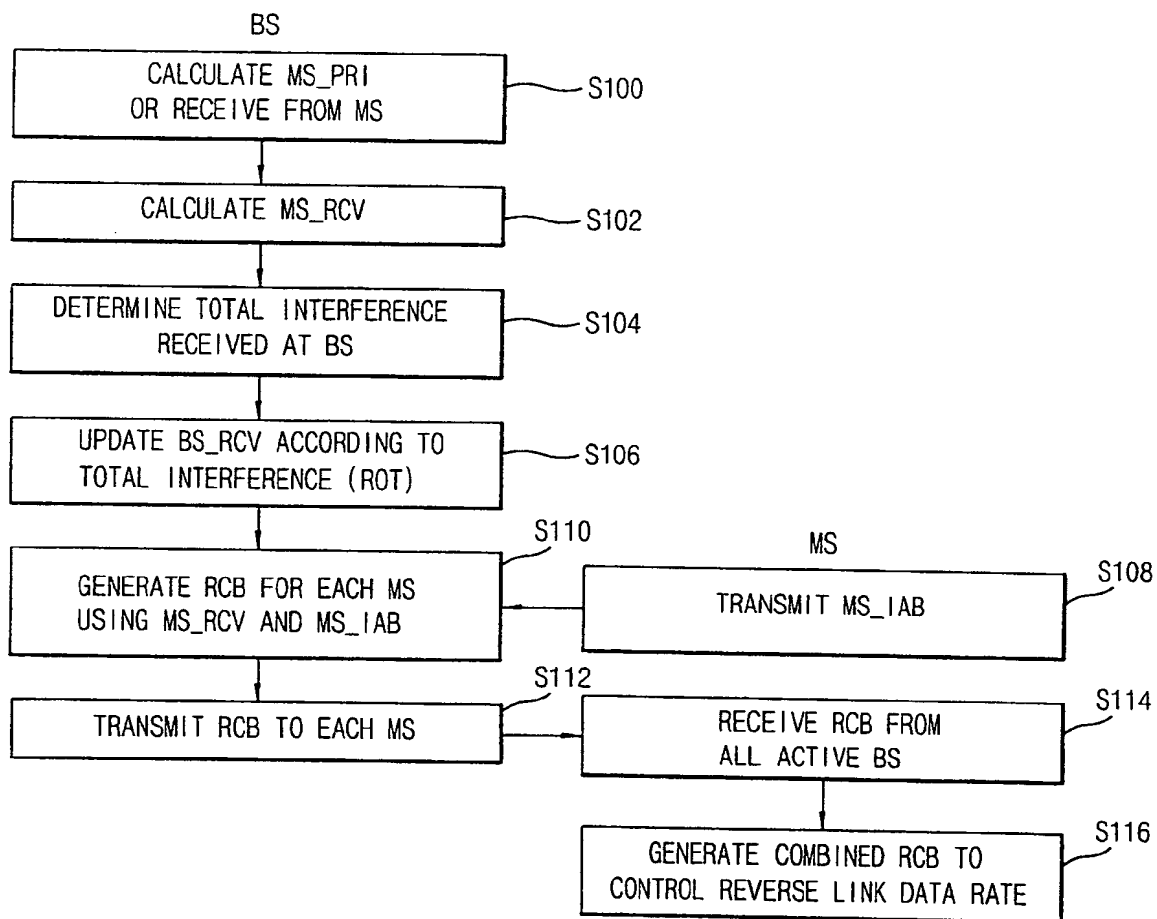 BS
CALCULATE MS_PRI
OR RECEIVE FROM MS
S100
CALCULATE MS_RCV
S102
DETERMINE TOTAL INTERFERENCE
RECEIVED AT BS
S104
UPDATE BS_RCV ACCORDING TO
TOTAL INTERFERENCE (ROT)
S106
S110
GENERATE RCB FOR EACH MS
USING MS_RCV AND MS_IAB
MS
S108
TRANSMIT MS_IAB
S112
TRANSMIT RCB TO EACH MS
S114
RECEIVE RCB FROM
ALL ACTIVE BS
S116
GENERATE COMBINED RCB TO
CONTROL REVERSE LINK DATA RATE